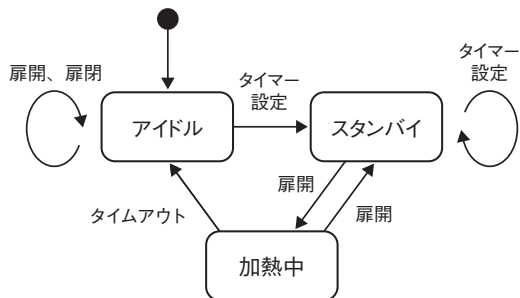 扉開、扉閉
アイドル
タイマー
設定
スタンバイ
タイマー
設定
扉開
扉開
タイムアウト
加熱中